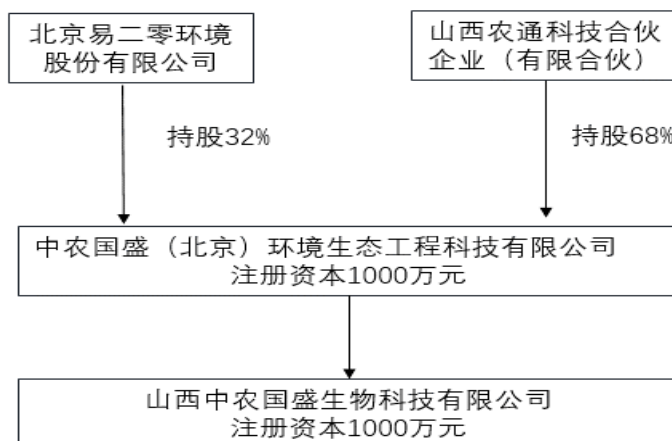 北京易二零环境
股份有限公司
山西农通科技合伙
企业（有限合伙）
持股32%
持股68%
中农国盛（北京）环境生态工程科技有限公司
注册资本1000万元
山西中农国盛生物科技有限公司
注册资本1000万元